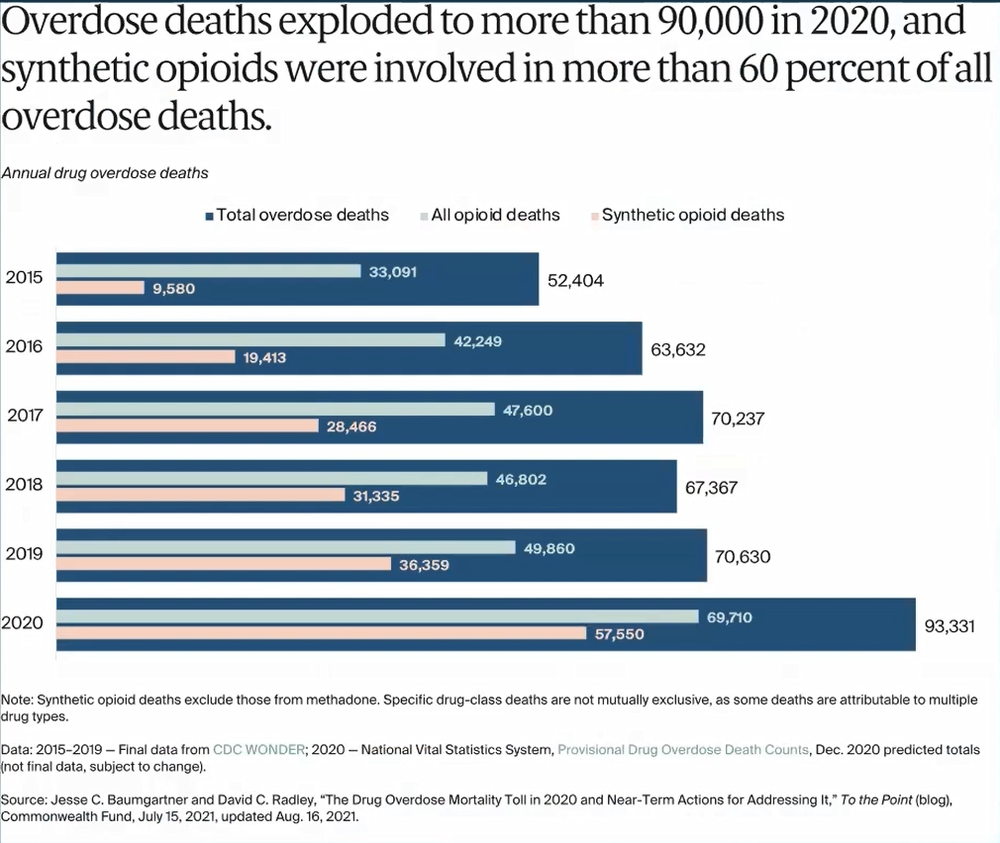 Overdose deaths exploded to more than 90,000 in 2020, and
synthetic opioids were involved in more than 60 percent of all
overdose deaths.
Annual drug overdose deaths
Total overdose deaths All opioid deaths Synthetic opioid deaths
2015 33,091 9,580 52,404
2016 42,249 19,413 63,632
2017 47,600 28,466 70,237
2018 46,802 31,335 67,367
2019 49,860 36,359 70,630
2020 69,710 57,550 93,331
Note: Synthetic opioid deaths exclude those from methadone. Specific drug-class deaths are not mutually exclusive, as some deaths are attributable to multiple
drug types.
Data: 2015–2019 — Final data from CDC WONDER; 2020 — National Vital Statistics System, Provisional Drug Overdose Death Counts, Dec. 2020 predicted totals
(not final data, subject to change).
Source: Jesse C. Baumgartner and David C. Radley, “The Drug Overdose Mortality Toll in 2020 and Near-Term Actions for Addressing It,” To the Point (blog),
Commonwealth Fund, July 15, 2021, updated Aug. 16, 2021.